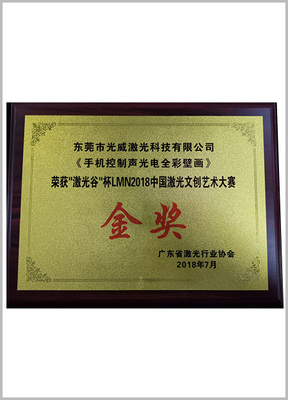 东莞市光威激光科技有限公司
《手机控制声光电全彩壁画》
荣获"激光谷"杯LMN2018中国激光文创艺术大赛
金奖
广东省激光行业协会
2018年7月